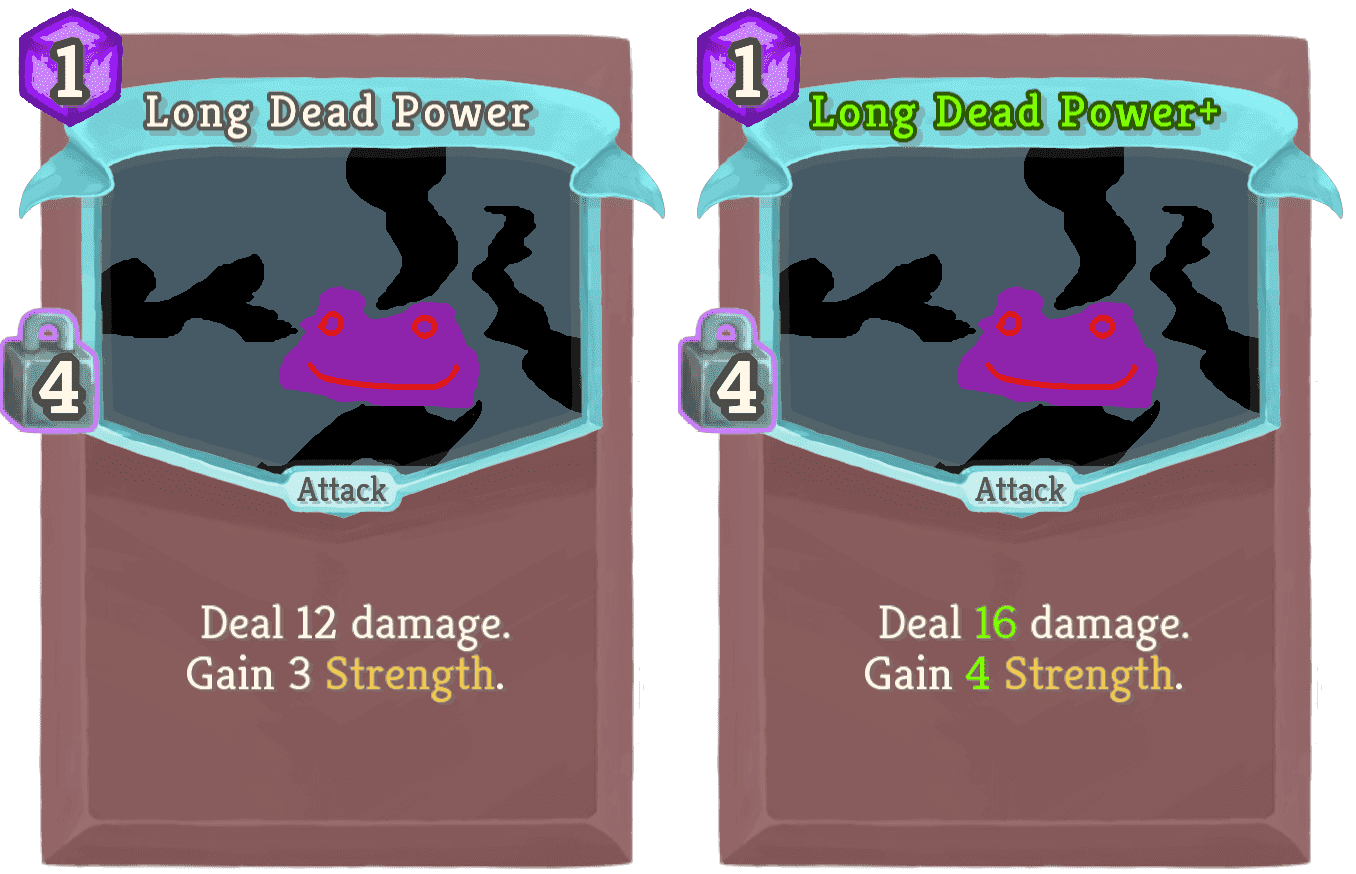 1
Long Dead Power
4
Attack
Deal 12 damage.
Gain 3 Strength.
1
Long Dead Power+
4
Attack
Deal 16 damage.
Gain 4 Strength.